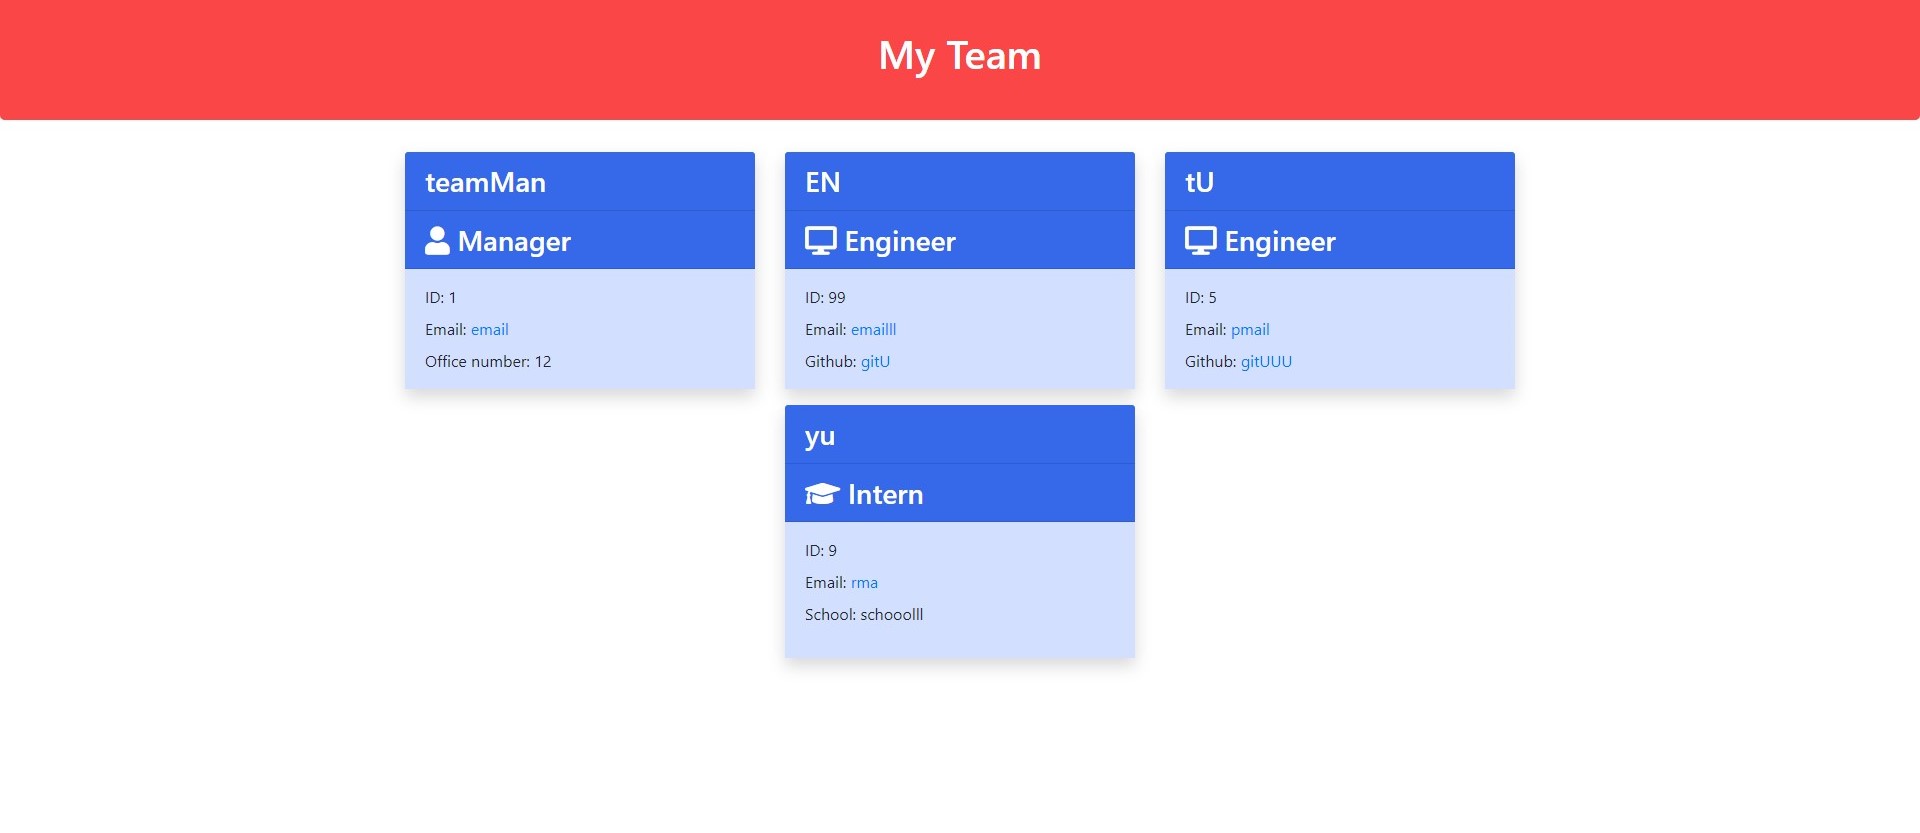 My Team
teamMan
Manager
ID: 1
Email: email
Office number: 12
EN
Engineer
ID: 99
Email: emailll
Github: gitU
tU
Engineer
ID: 5
Email: pmail
Github: gitUUU
yu
Intern
ID: 9
Email: rma
School: schooolll